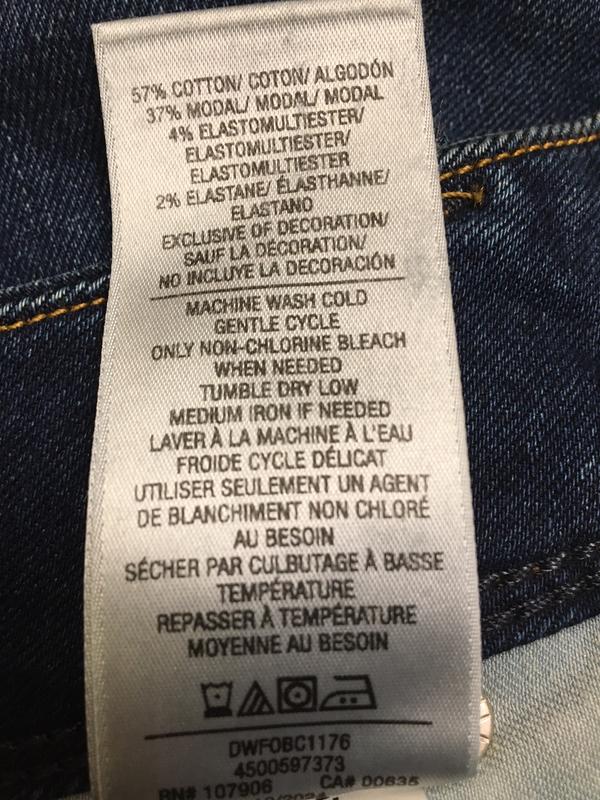 57% COTTON/ COTON/ ALGODÓN
37% MODAL/ MODAL/ MODAL
4% ELASTOMULTIESTER/
ELASTOMULTIESTER/
ELASTOMULTIESTER
2% ELASTANE/ ÉLASTHANNE/
ELASTANO
EXCLUSIVE OF DECORATION/
SAUF LA DÉCORATION/
NO INCLUYE LA DECORACIÓN
MACHINE WASH COLD
GENTLE CYCLE
ONLY NON-CHLORINE BLEACH
WHEN NEEDED
TUMBLE DRY LOW
MEDIUM IRON IF NEEDED
LAVER À LA MACHINE À L'EAU
FROIDE CYCLE DÉLICAT
UTILISER SEULEMENT UN AGENT
DE BLANCHIMENT NON CHLORÉ
AU BESOIN
SÉCHER PAR CULBUTAGE À BASSE
TEMPÉRATURE
REPASSER À TEMPÉRATURE
MOYENNE AU BESOIN
DWFOBC1176
4500597373
RN# 107906 CA# 00635